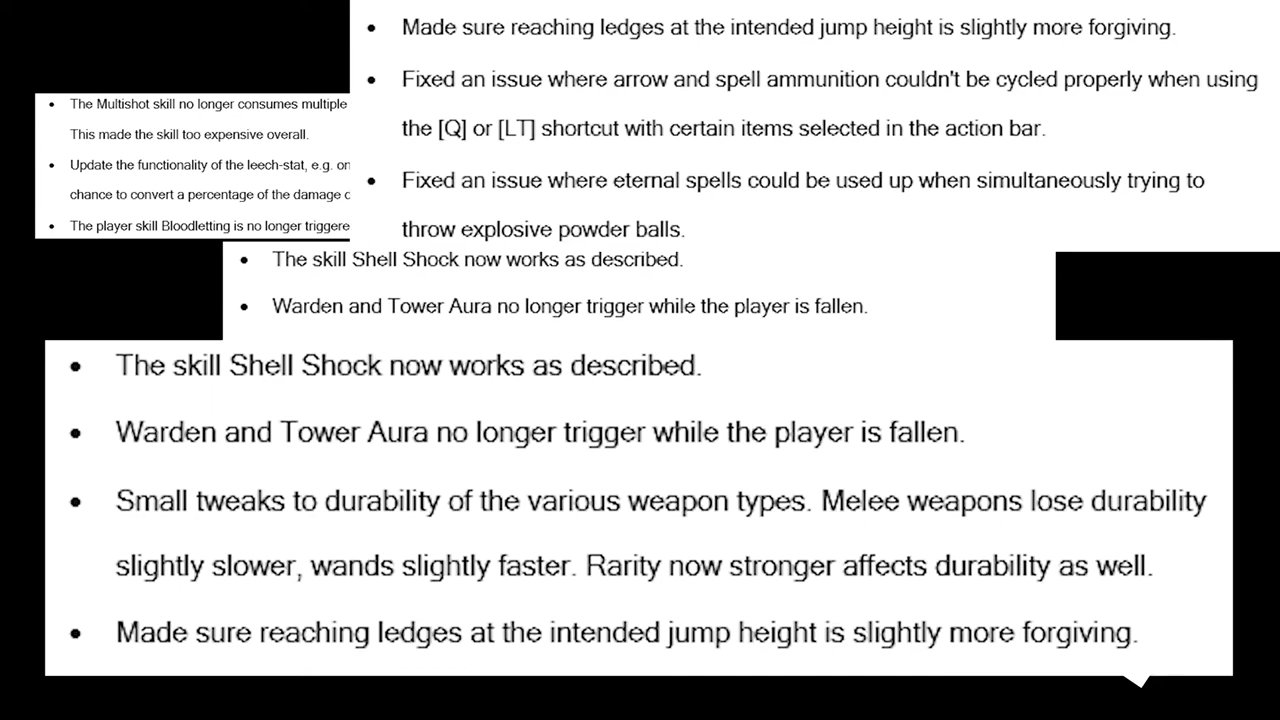 Made sure reaching ledges at the intended jump height is slightly more forgiving.
Fixed an issue where arrow and spell ammunition couldn't be cycled properly when using
the [Q] or [LT] shortcut with certain items selected in the action bar.
Fixed an issue where eternal spells could be used up when simultaneously trying to
throw explosive powder balls.
The Multishot skill no longer consumes multiple
This made the skill too expensive overall.
Update the functionality of the leech-stat, e.g. on
chance to convert a percentage of the damage
The player skill Bloodletting is no longer triggere
The skill Shell Shock now works as described.
Warden and Tower Aura no longer trigger while the player is fallen.
The skill Shell Shock now works as described.
Warden and Tower Aura no longer trigger while the player is fallen.
Small tweaks to durability of the various weapon types. Melee weapons lose durability
slightly slower, wands slightly faster. Rarity now stronger affects durability as well.
Made sure reaching ledges at the intended jump height is slightly more forgiving.